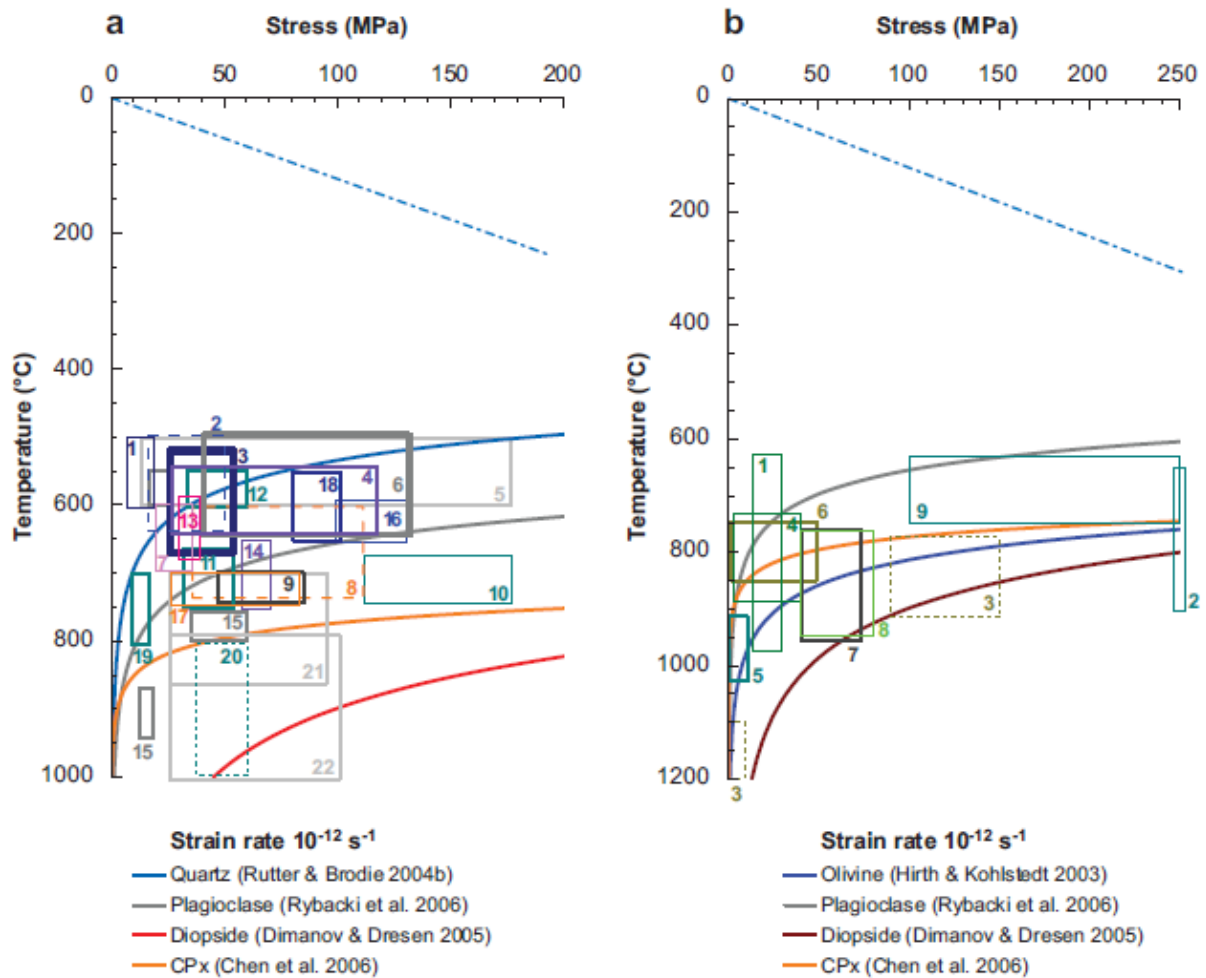 a Stress (MPa)
0 50 100 150 200
0
200
400
600
800
1000
Temperature (°C)
2
1 3
4
18 6 5
12
13 16
14
7 11
9 8 10
17
15
19 20
21
15
22
Strain rate 10⁻¹² s⁻¹
Quartz (Rutter & Brodie 2004b)
Plagioclase (Rybacki et al. 2006)
Diopside (Dimanov & Dresen 2005)
CPx (Chen et al. 2006)
b Stress (MPa)
0 50 100 150 200 250
0
200
400
600
800
1000
1200
Temperature (°C)
1
6 9
4
2
3
8
7
5
3
Strain rate 10⁻¹² s⁻¹
Olivine (Hirth & Kohlstedt 2003)
Plagioclase (Rybacki et al. 2006)
Diopside (Dimanov & Dresen 2005)
CPx (Chen et al. 2006)